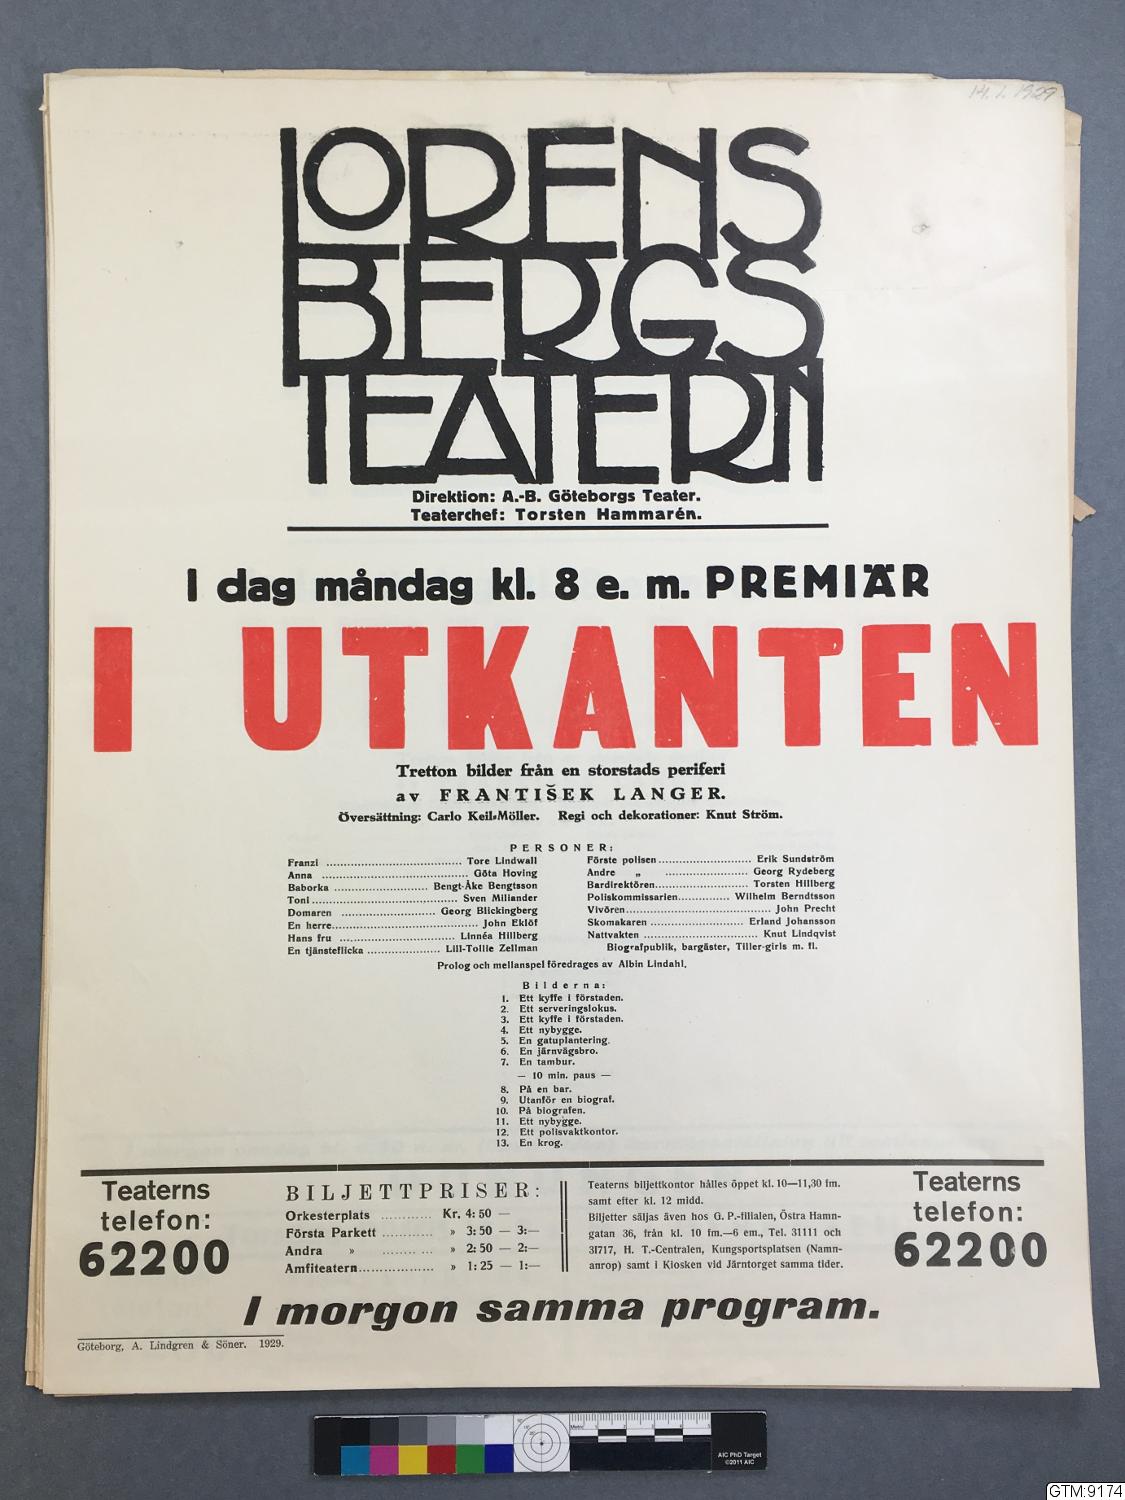 14.1.1929
LORENS
BERGS
TEATERN
Direktion: A.-B. Göteborgs Teater.
Teaterchef: Torsten Hammarén.
I dag måndag kl. 8 e. m. PREMIÄR
I UTKANTEN
Tretton bilder från en storstads periferi
av FRANTIŠEK LANGER.
Översättning: Carlo Keil-Möller. Regi och dekorationer: Knut Ström.
PERSONER:
Franzi ........ Tore Lindwall
Anna ........ Göta Hoving
Baborka ........ Bengt-Åke Bengtsson
Toni ........ Sven Miliander
Domaren ........ Georg Blickingberg
En herre ........ John Eklöf
Hans fru ........ Linnéa Hillberg
En tjänsteflicka ........ Lill-Tollie Zellman
Förste polisen ........ Erik Sundström
Andre „ ........ Georg Rydeberg
Bardirektören ........ Torsten Hillberg
Poliskommissarien ........ Wilhelm Berndtsson
Vivören ........ John Precht
Skomakaren ........ Erland Johansson
Nattvakten ........ Knut Lindqvist
Biografpublik, bargäster, Tiller-girls m. fl.
Prolog och mellanspel föredrages av Albin Lindahl.
Bilderna:
1. Ett kyffe i förstaden.
2. Ett serveringslokus.
3. Ett kyffe i förstaden.
4. Ett nybygge.
5. En gatuplantering.
6. En järnvägsbro.
7. En tambur.
— 10 min. paus —
8. På en bar.
9. Utanför en biograf.
10. På biografen.
11. Ett nybygge.
12. Ett polisvaktkontor.
13. En krog.
Teaterns
telefon:
62200
BILJETTPRISER:
Orkesterplats ........ Kr. 4: 50 —
Första Parkett ........ » 3: 50 — 3:—
Andra » ........ » 2: 50 — 2:—
Amfiteatern ........ » 1: 25 — 1:—
Teaterns biljettkontor hålles öppet kl. 10—11,30 fm.
samt efter kl. 12 midd.
Biljetter säljas även hos G. P.-filialen, Östra Hamn-
gatan 36, från kl. 10 fm.—6 em., Tel. 31111 och
31717, H. T.-Centralen, Kungsportsplatsen (Namn-
anrop) samt i Kiosken vid Järntorget samma tider.
Teaterns
telefon:
62200
I morgon samma program.
Göteborg, A. Lindgren & Söner. 1929.
AIC PhD Target
©2011 AIC
GTM:9174